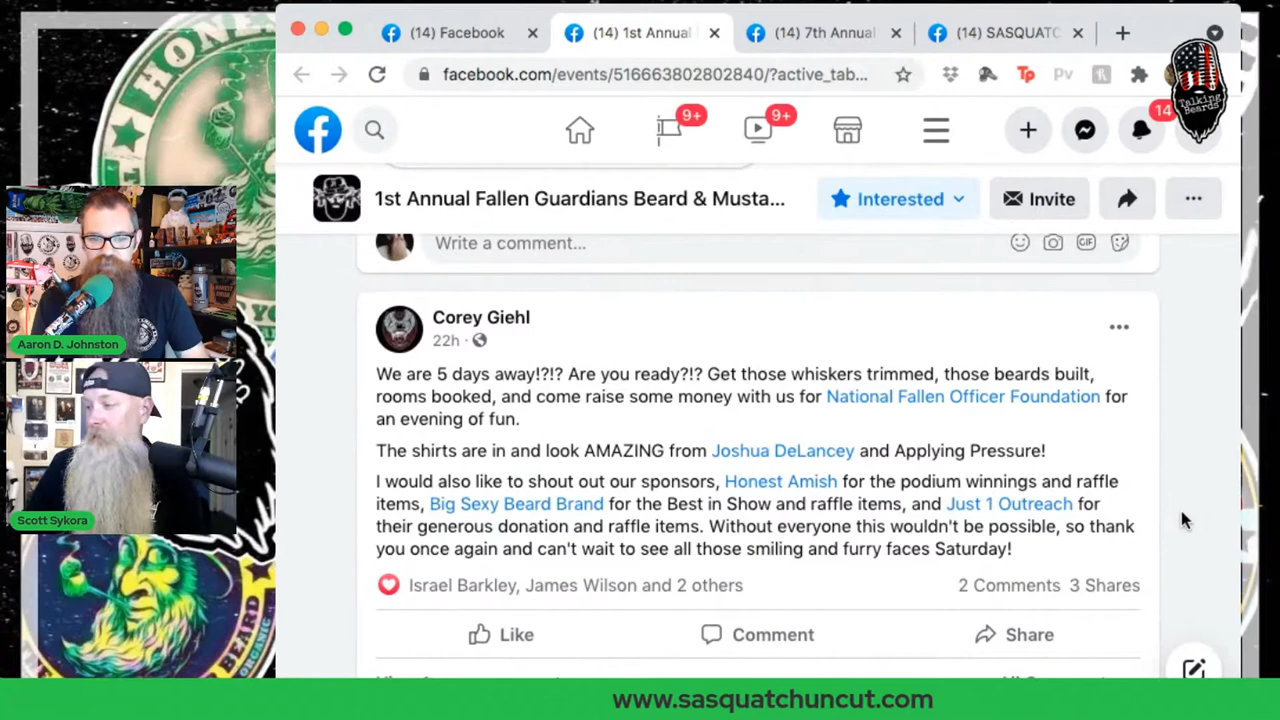 (14) Facebook
(14) 1st Annual
(14) 7th Annual
(14) SASQUATC
facebook.com/events/516663802802840/?active_tab...
Tp
Pv
Talking Beards
9+
9+
14
1st Annual Fallen Guardians Beard & Musta...
Interested
Invite
Write a comment...
GIF
Corey Giehl
22h
We are 5 days away!?!? Are you ready?!? Get those whiskers trimmed, those beards built,
rooms booked, and come raise some money with us for National Fallen Officer Foundation for
an evening of fun.
The shirts are in and look AMAZING from Joshua DeLancey and Applying Pressure!
I would also like to shout out our sponsors, Honest Amish for the podium winnings and raffle
items, Big Sexy Beard Brand for the Best in Show and raffle items, and Just 1 Outreach for
their generous donation and raffle items. Without everyone this wouldn't be possible, so thank
you once again and can't wait to see all those smiling and furry faces Saturday!
Israel Barkley, James Wilson and 2 others
2 Comments 3 Shares
Like
Comment
Share
Aaron D. Johnston
Scott Sykora
HONES
BEARD
ORGANIC
www.sasquatchuncut.com